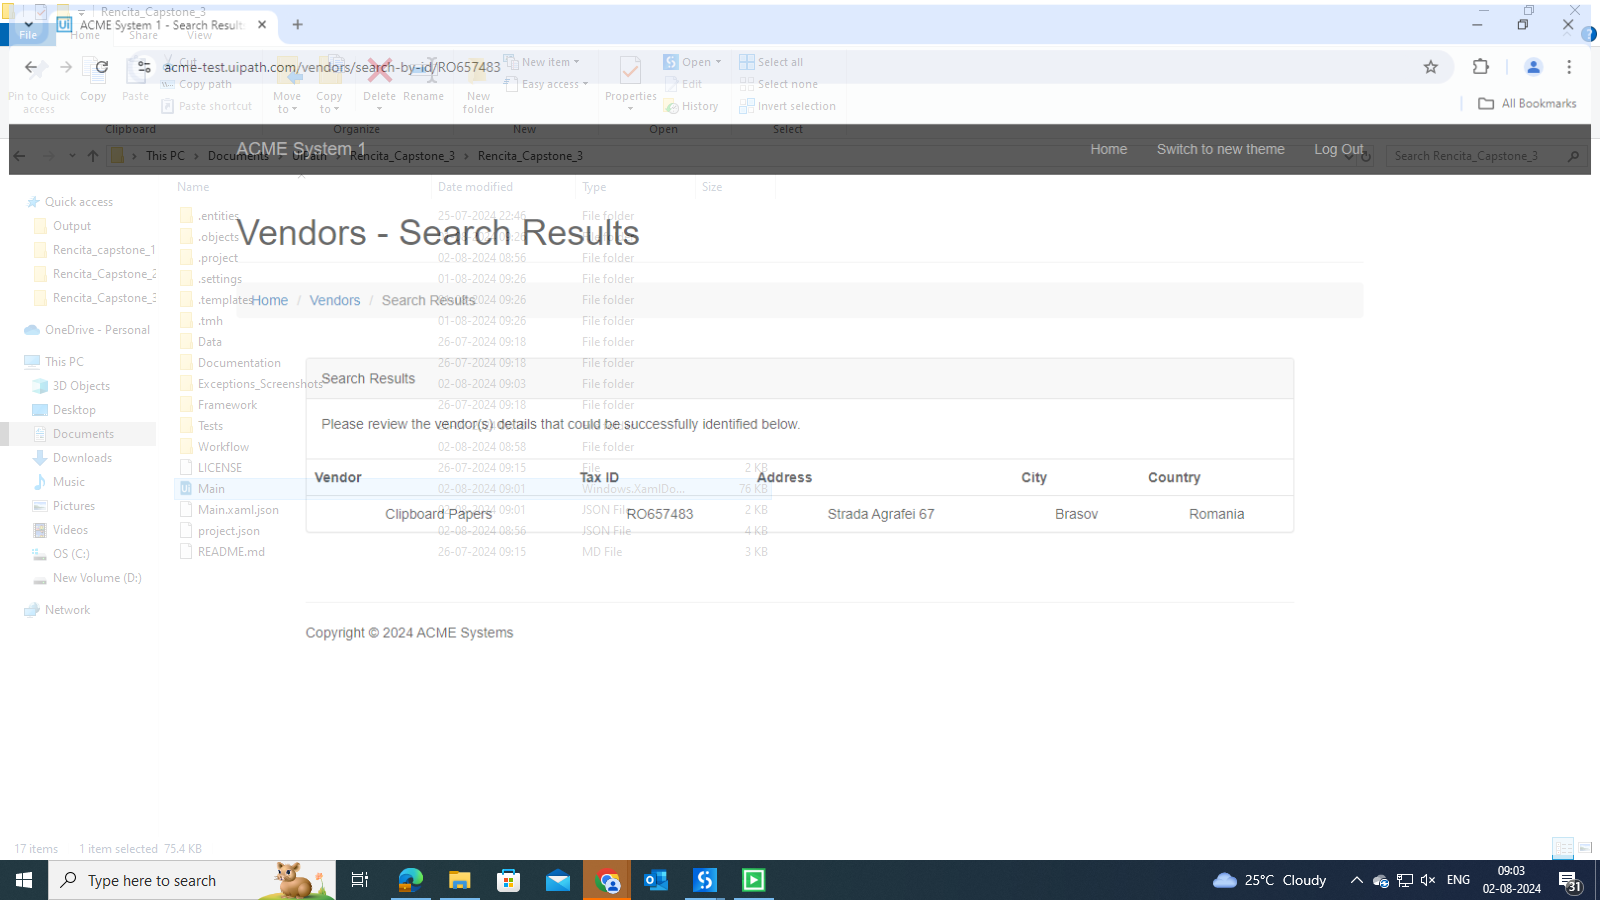 Rencita_Capstone_3
ACME System 1 - Search Result
File
Home
Share
View
acme-test.uipath.com/vendors/search-by-id/RO657483
Cut
Copy path
Paste shortcut
New item
Easy access
Open
Edit
History
Select all
Select none
Invert selection
Pin to Quick access
Copy
Paste
Move to
Copy to
Delete
Rename
New folder
Properties
All Bookmarks
Clipboard
Organize
New
Open
Select
ACME System 1
Home
Switch to new theme
Log Out
This PC > Documents > UiPath > Rencita_Capstone_3 > Rencita_Capstone_3
Search Rencita_Capstone_3
Name
Date modified
Type
Size
Quick access
Output
Rencita_capstone_1
Rencita_Capstone_2
Rencita_Capstone_3
OneDrive - Personal
This PC
3D Objects
Desktop
Documents
Downloads
Music
Pictures
Videos
OS (C:)
New Volume (D:)
Network
.entities 25-07-2024 22:46 File folder
.objects File folder
.project 02-08-2024 08:56 File folder
.settings 01-08-2024 09:26 File folder
.templates 09:26 File folder
.tmh 01-08-2024 09:26 File folder
Data 26-07-2024 09:18 File folder
Documentation 26-07-2024 09:18 File folder
Exceptions_Screenshots 02-08-2024 09:03 File folder
Framework 26-07-2024 09:18 File folder
Tests
Workflow 02-08-2024 08:58 File folder
LICENSE 26-07-2024 09:15 File 2 KB
Main 02-08-2024 09:01 Windows.XamlDo... 76 KB
Main.xaml.json 02-08-2024 09:01 JSON File 2 KB
project.json 02-08-2024 08:56 JSON File 4 KB
README.md 26-07-2024 09:15 MD File 3 KB
Vendors - Search Results
Home / Vendors / Search Results
Search Results
Please review the vendor(s) details that could be successfully identified below.
Vendor Tax ID Address City Country
Clipboard Papers RO657483 Strada Agrafei 67 Brasov Romania
Copyright © 2024 ACME Systems
17 items 1 item selected 75.4 KB
Type here to search
25°C Cloudy
ENG
09:03
02-08-2024
31